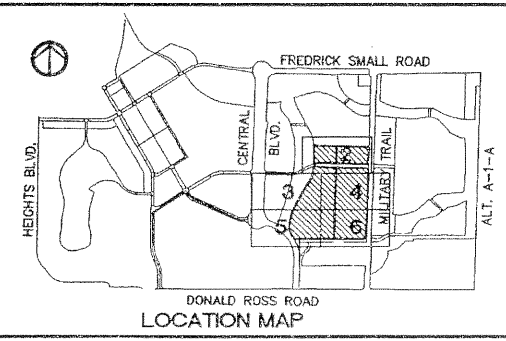 FREDRICK SMALL ROAD
HEIGHTS BLVD.
CENTRAL BLVD.
MILITARY TRAIL
ALT. A-1-A
2
3
4
5
6
DONALD ROSS ROAD
LOCATION MAP